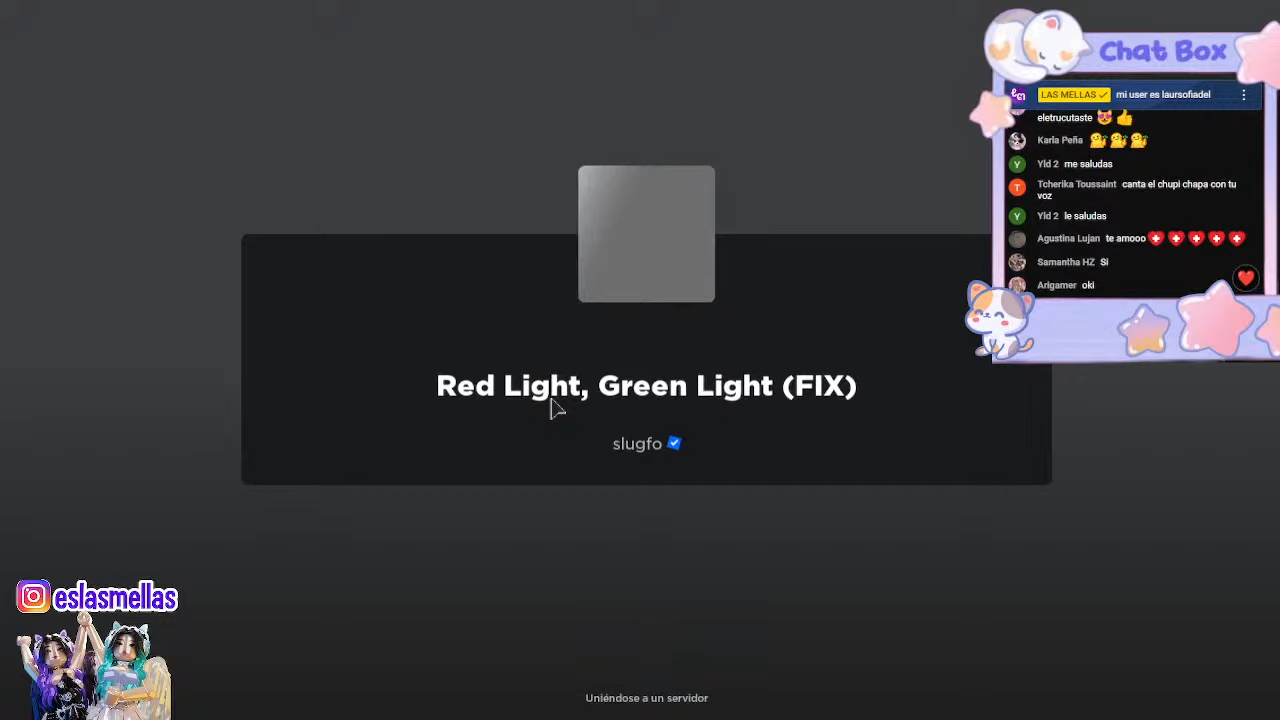 Chat Box
LAS MELLAS mi user es laursofiadel
eletrucutaste
Karla Peña
Yid 2 me saludas
Tcherika Toussaint canta el chupi chapa con tu
voz
Yid 2 le saludas
Agustina Lujan te amooo
Samantha HZ Si
Arigamer oki
Red Light, Green Light (FIX)
slugfo
eslasmellas
Uniéndose a un servidor